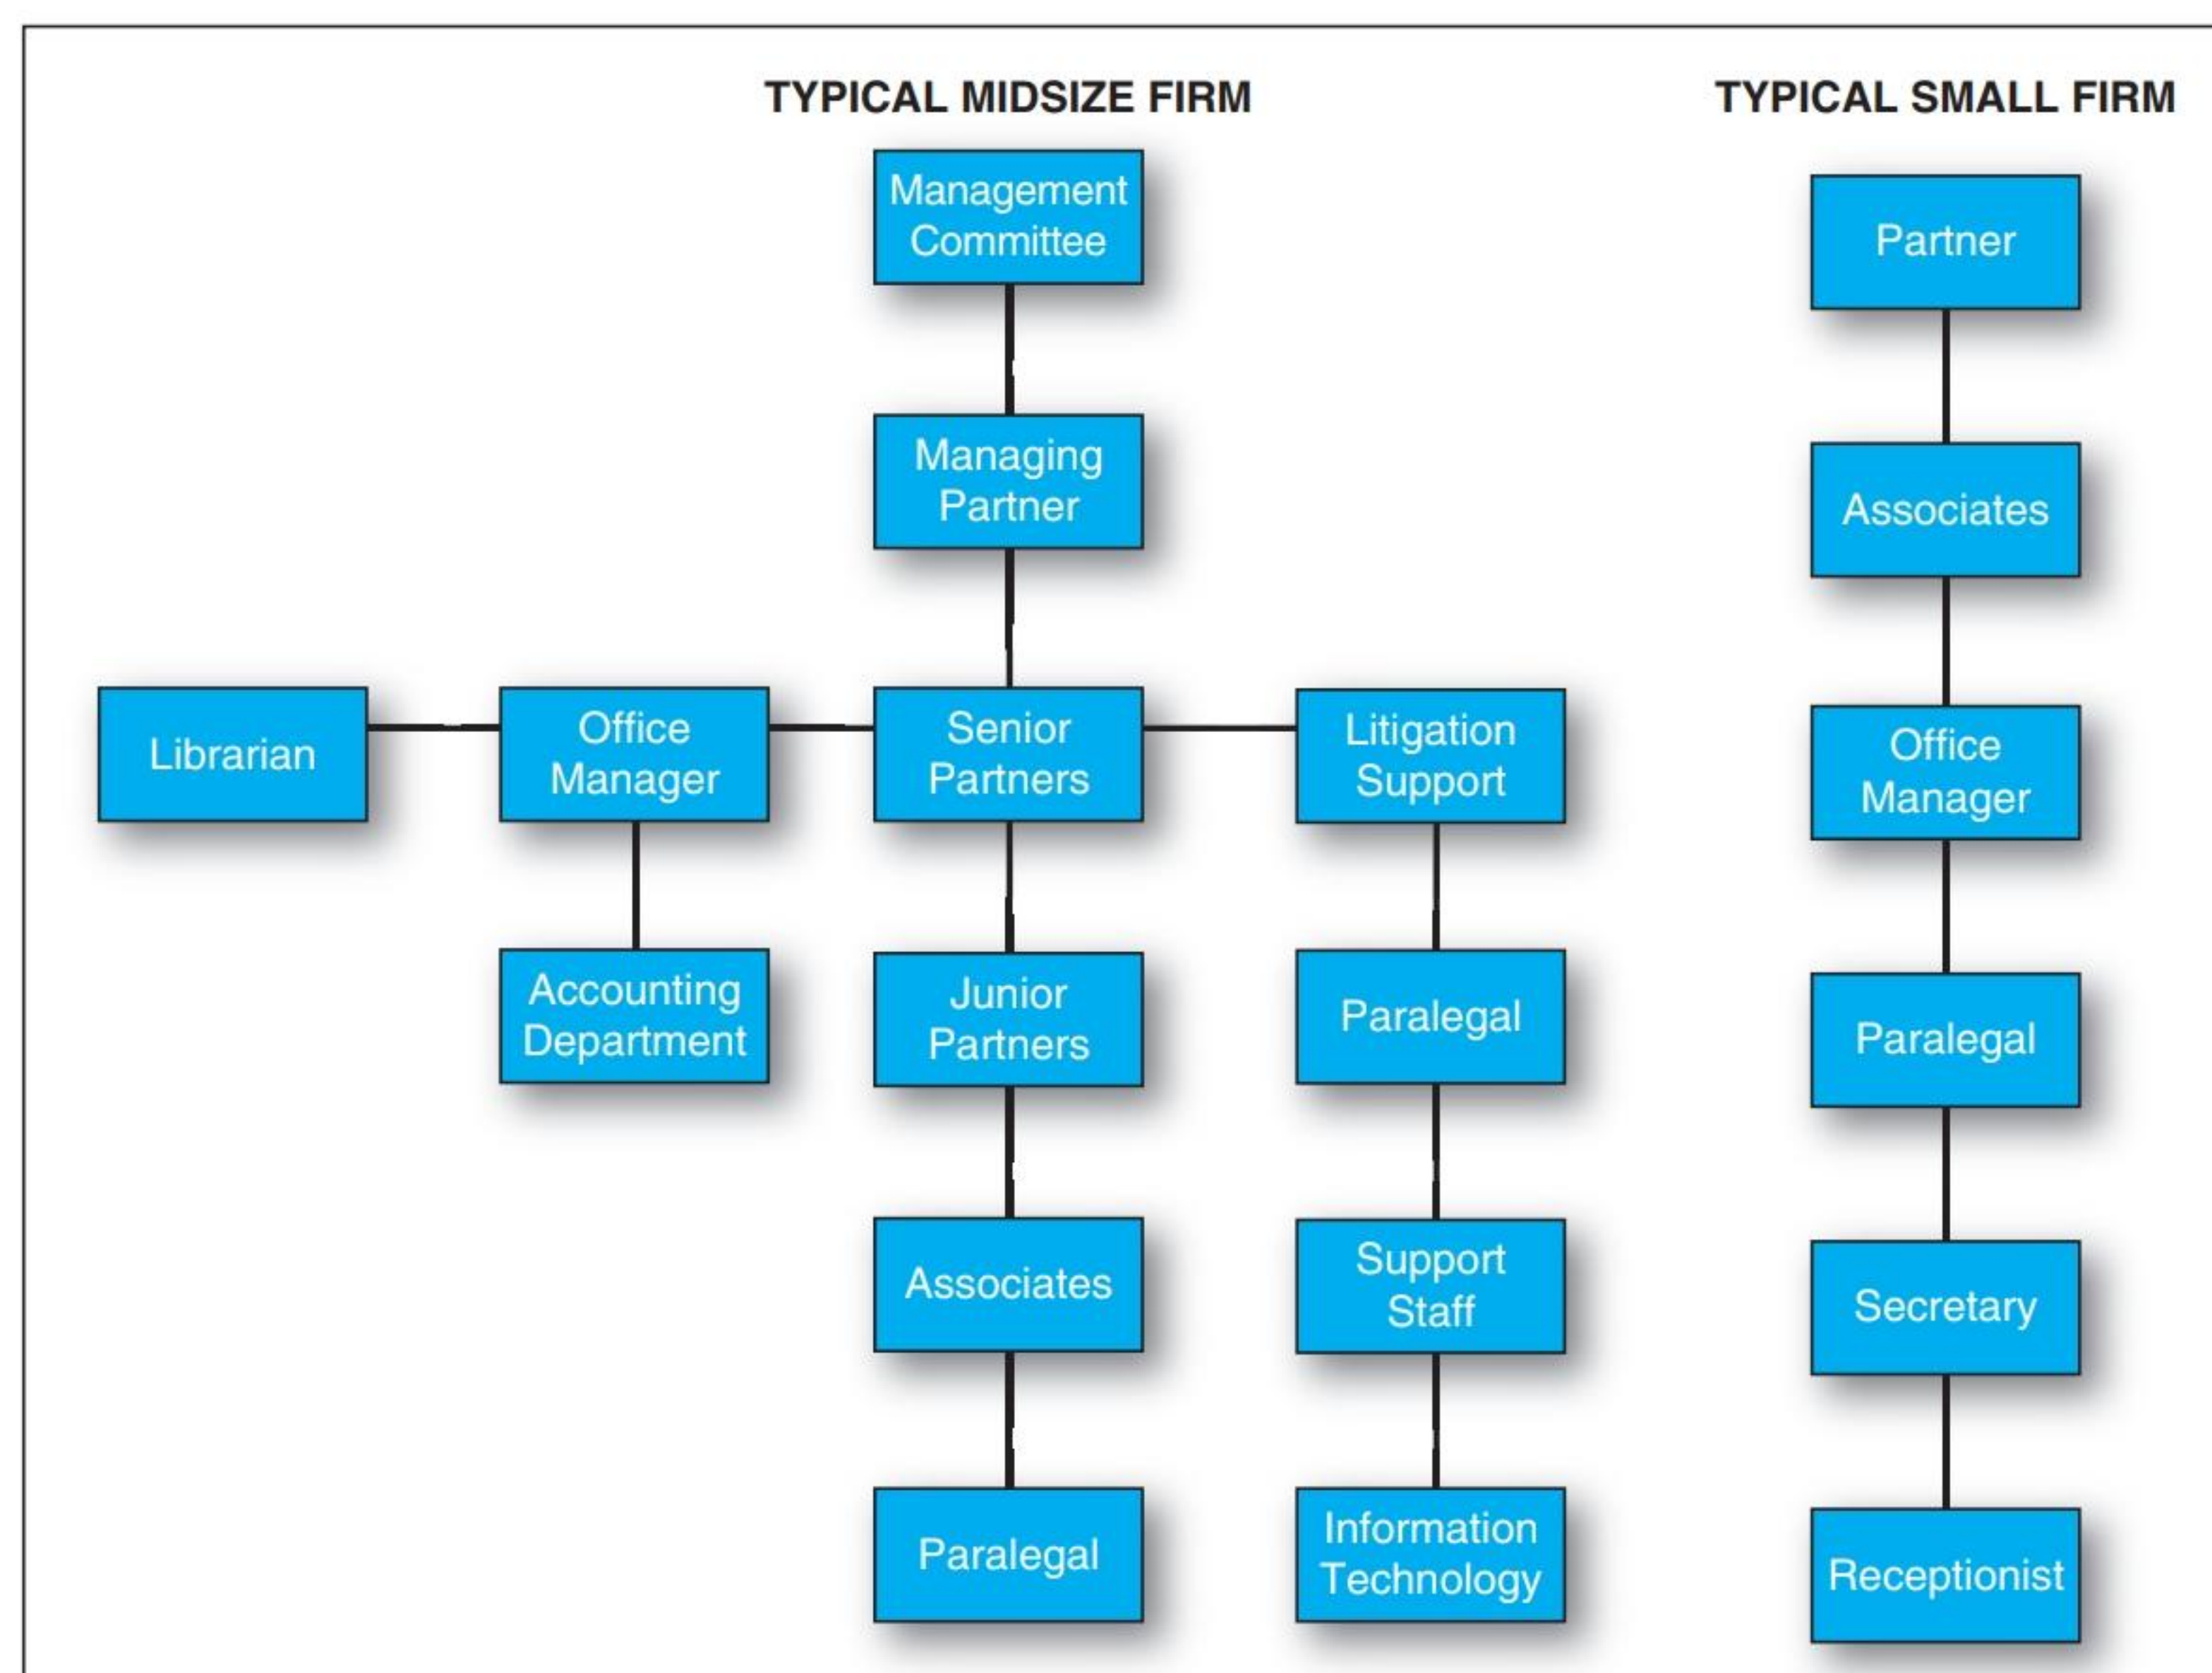 TYPICAL MIDSIZE FIRM
Management
Committee
Managing
Partner
Librarian
Office
Manager
Senior
Partners
Litigation
Support
Accounting
Department
Junior
Partners
Paralegal
Associates
Support
Staff
Paralegal
Information
Technology
TYPICAL SMALL FIRM
Partner
Associates
Office
Manager
Paralegal
Secretary
Receptionist